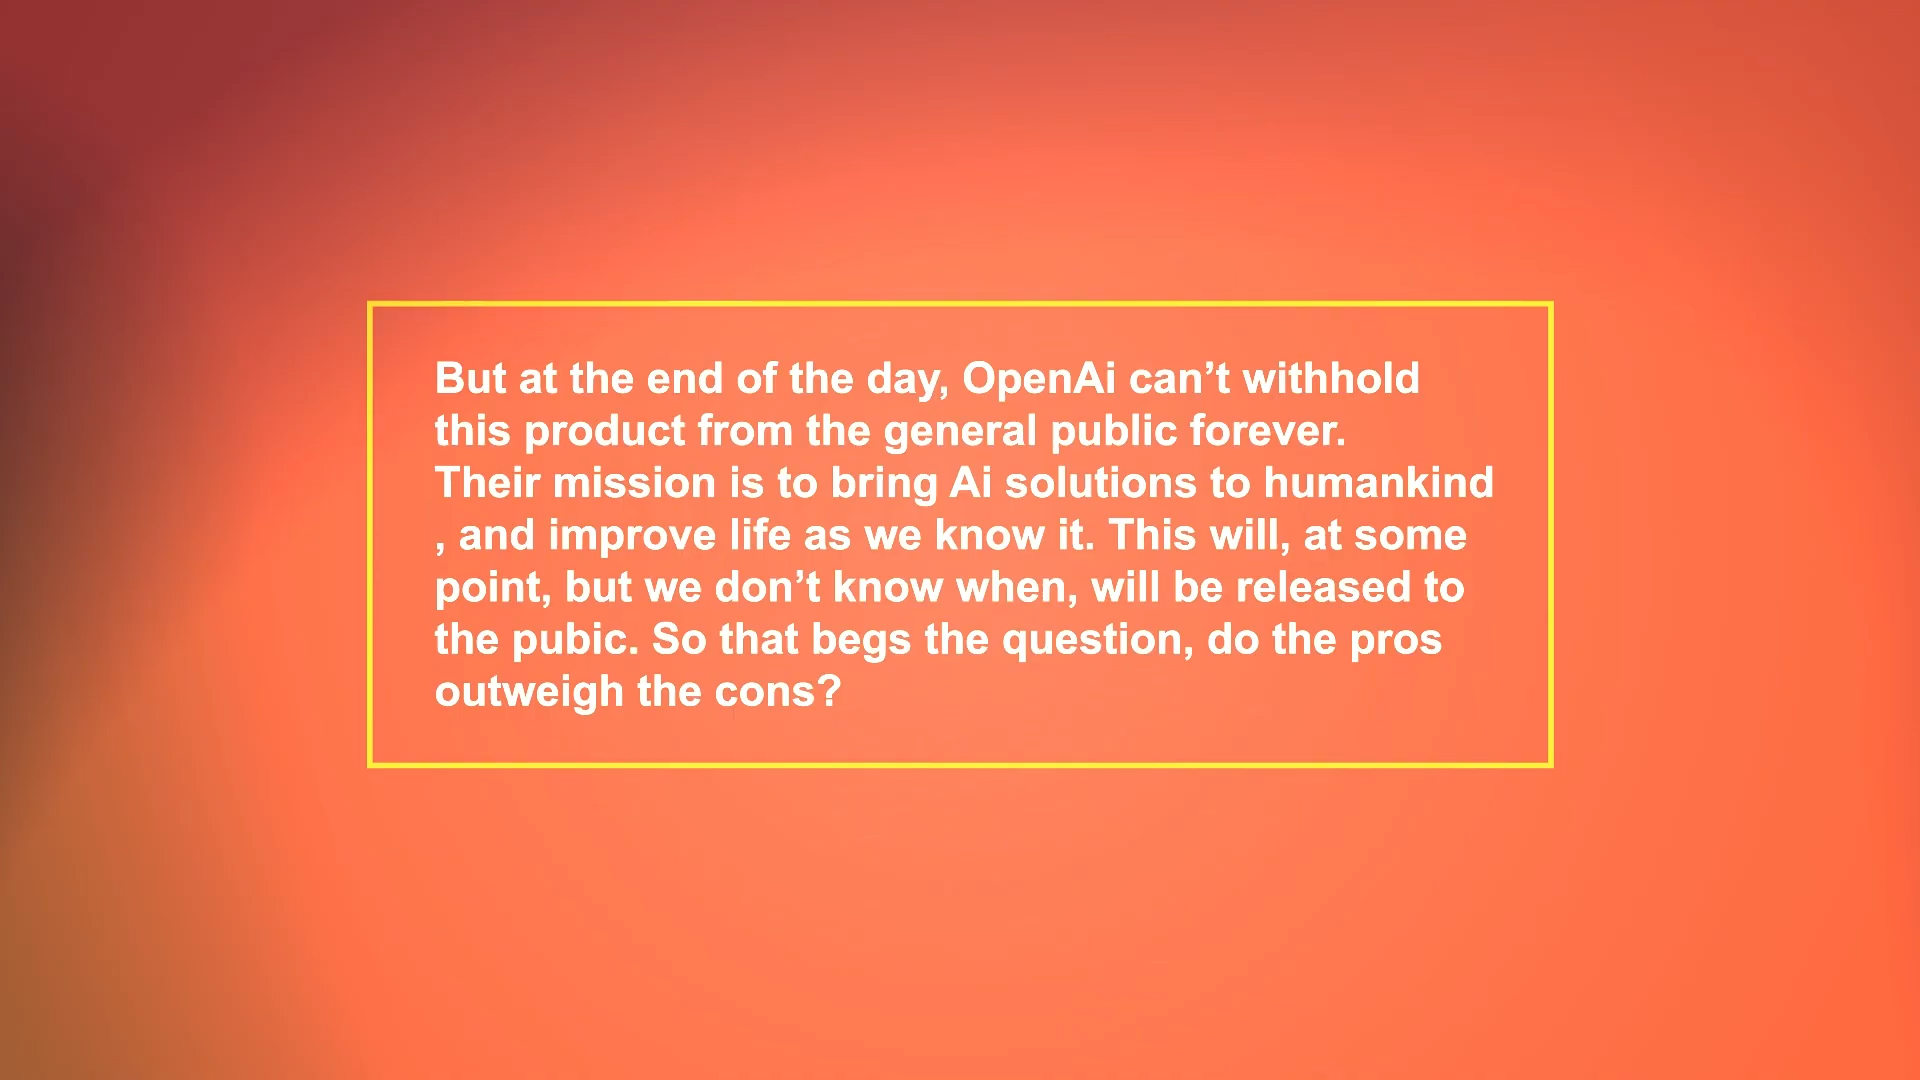 But at the end of the day, OpenAi can’t withhold
this product from the general public forever.
Their mission is to bring Ai solutions to humankind
, and improve life as we know it. This will, at some
point, but we don’t know when, will be released to
the pubic. So that begs the question, do the pros
outweigh the cons?